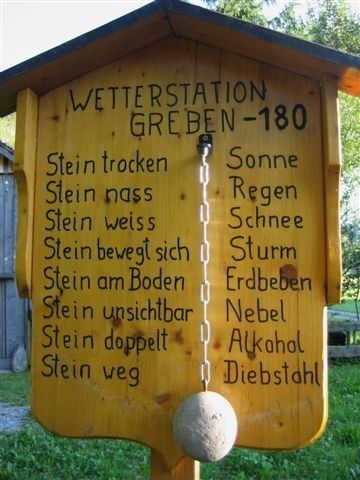 WETTERSTATION
GREBEN-180
Stein trocken Sonne
Stein nass Regen
Stein weiss Schnee
Stein bewegt sich Sturm
Stein am Boden Erdbeben
Stein unsichtbar Nebel
Stein doppelt Alkohol
Stein weg Diebstahl